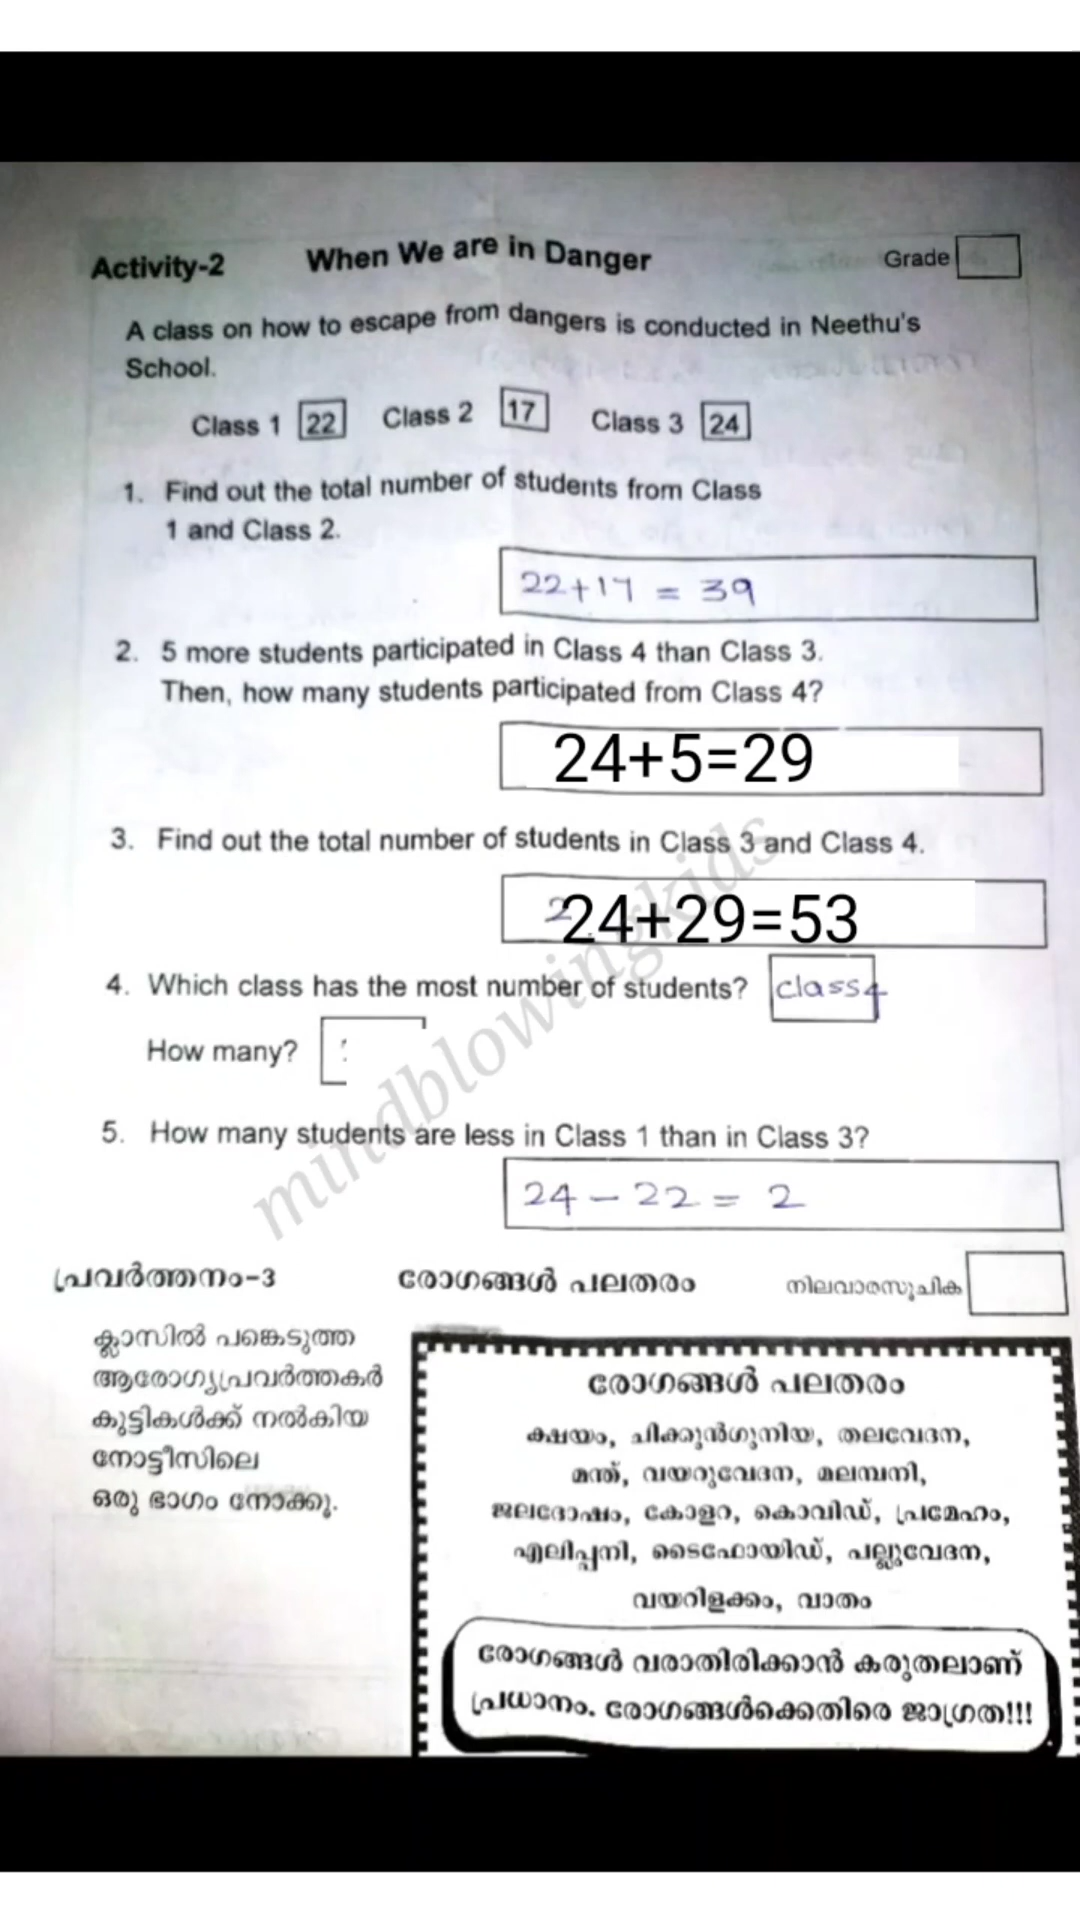 Activity-2 When We are in Danger Grade
A class on how to escape from dangers is conducted in Neethu's
School.
Class 1 22 Class 2 17 Class 3 24
1. Find out the total number of students from Class
1 and Class 2.
22+17 = 39
2. 5 more students participated in Class 4 than Class 3.
Then, how many students participated from Class 4?
24+5=29
3. Find out the total number of students in Class 3 and Class 4.
24+29=53
4. Which class has the most number of students? class4
How many?
5. How many students are less in Class 1 than in Class 3?
24 - 22 = 2
mindblowingkids
പ്രവർത്തനം-3 രോഗങ്ങൾ പലതരം നിലവാരസൂചിക
ക്ലാസിൽ പങ്കെടുത്ത
ആരോഗ്യപ്രവർത്തകർ
കുട്ടികൾക്ക് നൽകിയ
നോട്ടീസിലെ
ഒരു ഭാഗം നോക്കൂ.
രോഗങ്ങൾ പലതരം
ക്ഷയം, ചിക്കുൻഗുനിയ, തലവേദന,
മന്ത്, വയറുവേദന, മലമ്പനി,
ജലദോഷം, കോളറ, കൊവിഡ്, പ്രമേഹം,
എലിപ്പനി, ടൈഫോയിഡ്, പല്ലുവേദന,
വയറിളക്കം, വാതം
രോഗങ്ങൾ വരാതിരിക്കാൻ കരുതലാണ്
പ്രധാനം. രോഗങ്ങൾക്കെതിരെ ജാഗ്രത!!!